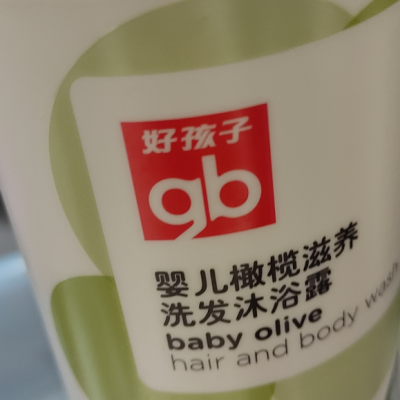 好孩子
gb
婴儿橄榄滋养
洗发沐浴露
baby olive
hair and body wash